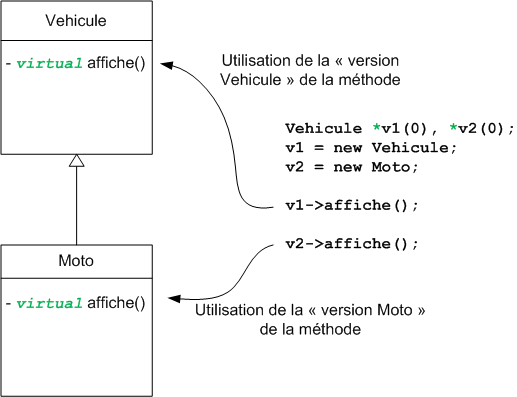 Vehicule
- virtual affiche()
Utilisation de la « version
Vehicule » de la méthode
Vehicule *v1(0), *v2(0);
v1 = new Vehicule;
v2 = new Moto;
v1->affiche();
v2->affiche();
Moto
- virtual affiche()
Utilisation de la « version Moto »
de la méthode